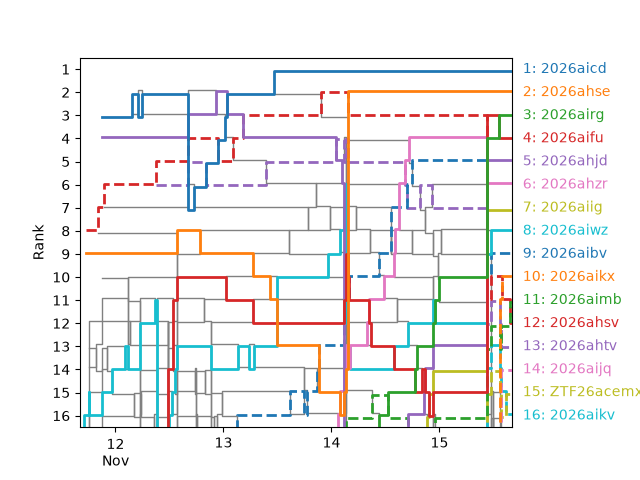 Rank
1
2
3
4
5
6
7
8
9
10
11
12
13
14
15
16
12
13
14
15
Nov
1: 2026aicd
2: 2026ahse
3: 2026airg
4: 2026aifu
5: 2026ahjd
6: 2026ahzr
7: 2026aiig
8: 2026aiwz
9: 2026aibv
10: 2026aikx
11: 2026aimb
12: 2026ahsv
13: 2026ahtv
14: 2026aijq
15: ZTF26acemx
16: 2026aikv